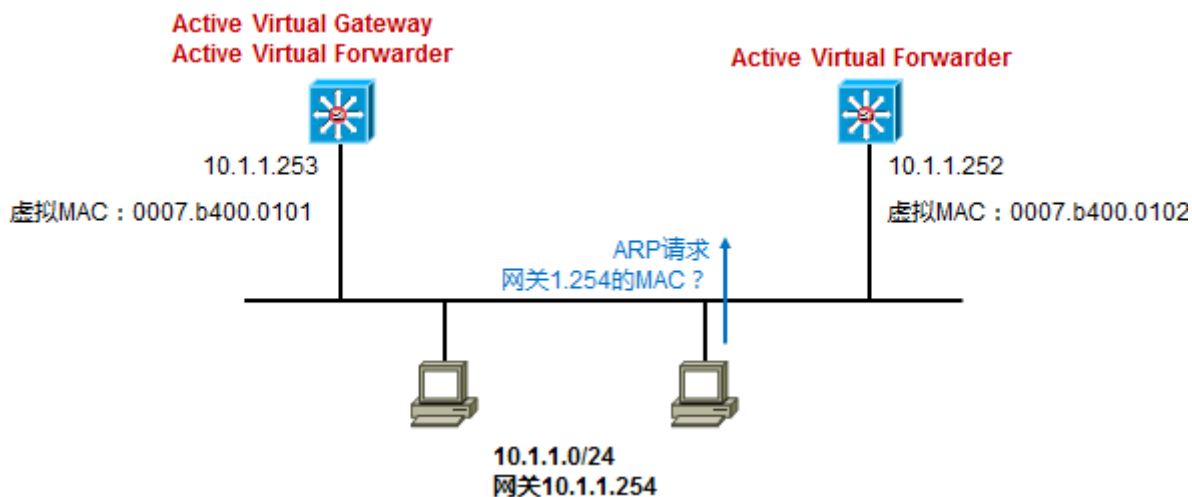 Active Virtual Gateway
Active Virtual Forwarder
Active Virtual Forwarder
10.1.1.253
10.1.1.252
虚拟MAC：0007.b400.0101
虚拟MAC：0007.b400.0102
ARP请求
网关1.254的MAC？
10.1.1.0/24
网关10.1.1.254